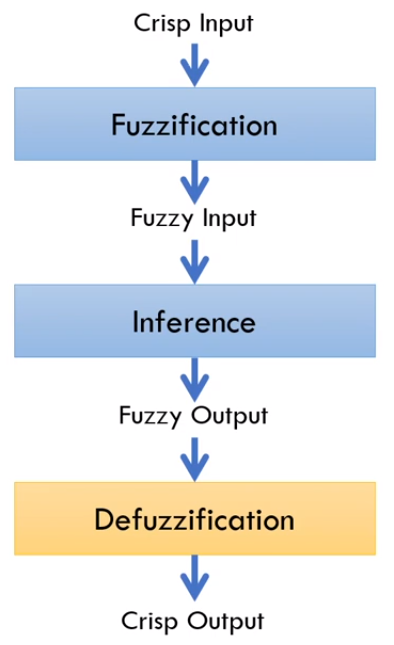 Crisp Input
Fuzzification
Fuzzy Input
Inference
Fuzzy Output
Defuzzification
Crisp Output